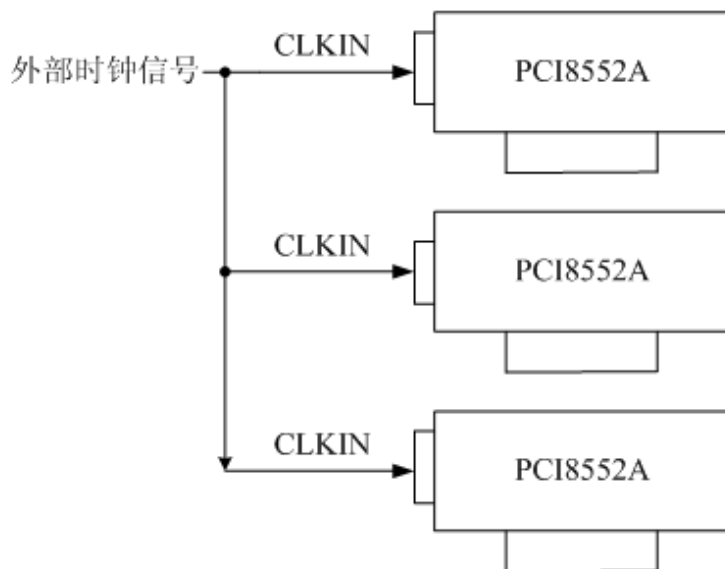 CLKIN
外部时钟信号
PCI8552A
CLKIN
PCI8552A
CLKIN
PCI8552A